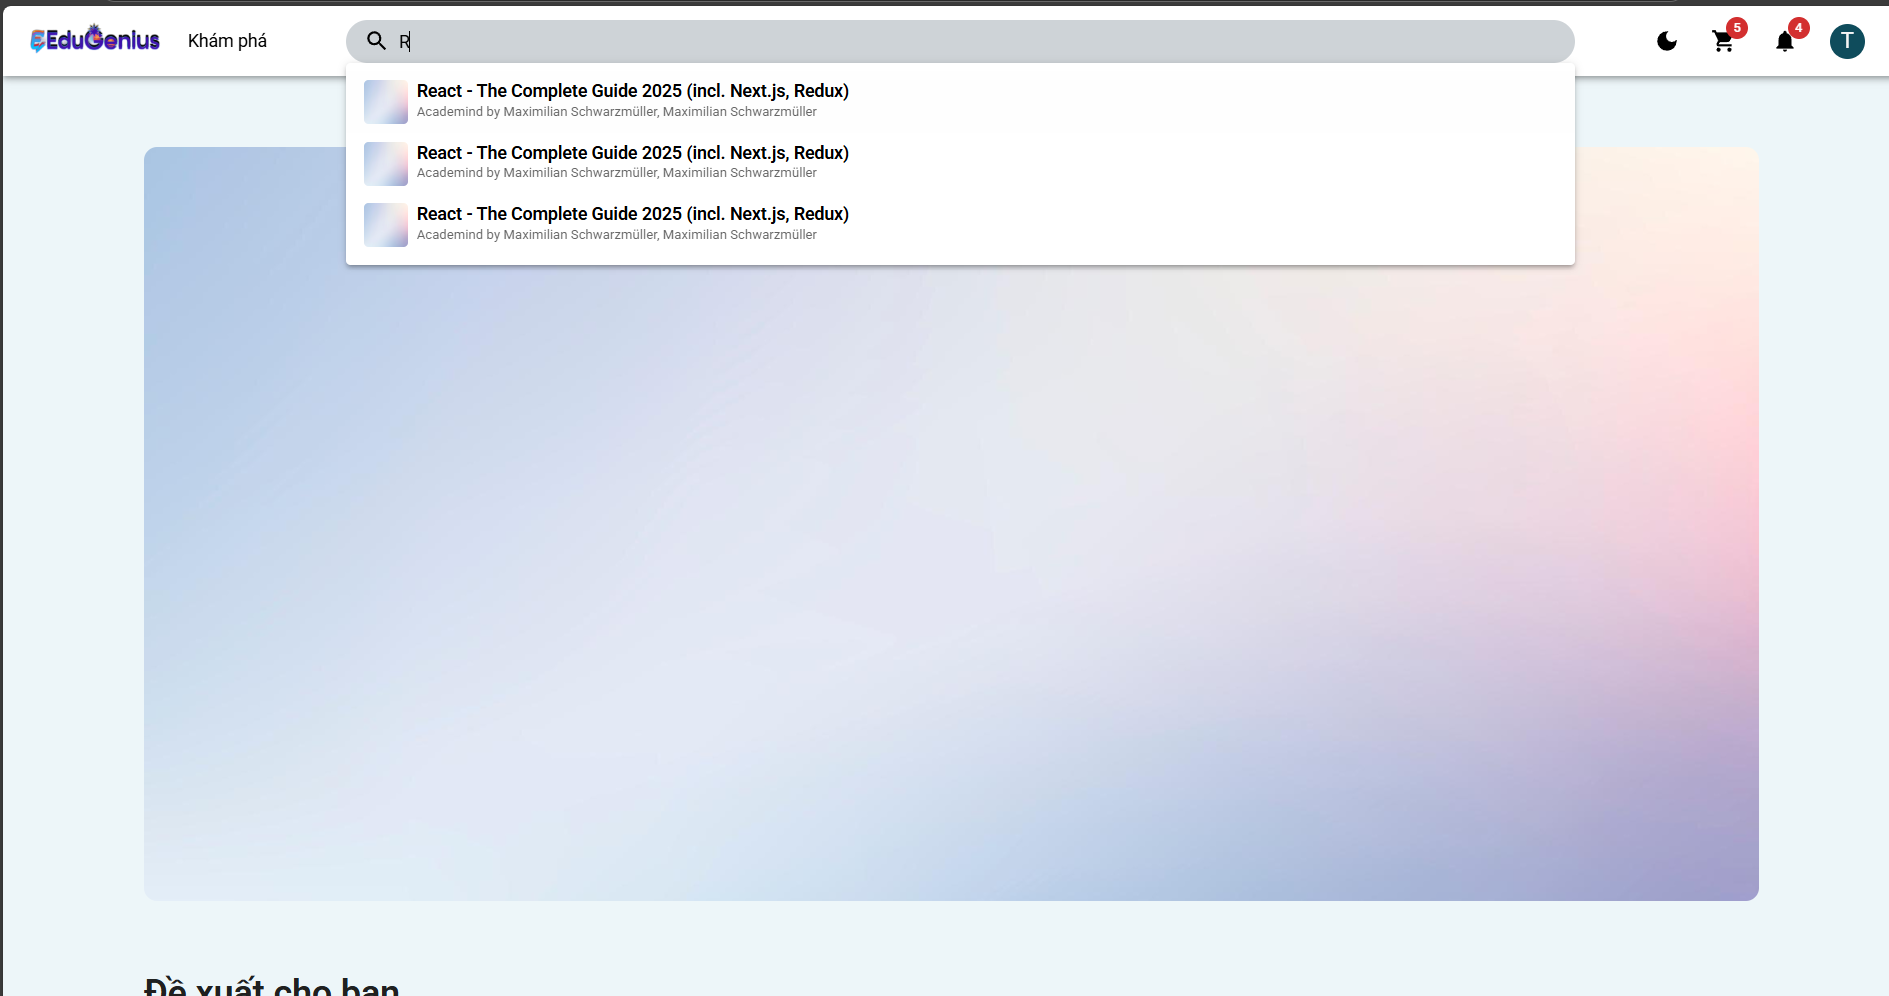 EduGenius
Khám phá
R
5
4
T
React - The Complete Guide 2025 (incl. Next.js, Redux)
Academind by Maximilian Schwarzmüller, Maximilian Schwarzmüller
React - The Complete Guide 2025 (incl. Next.js, Redux)
Academind by Maximilian Schwarzmüller, Maximilian Schwarzmüller
React - The Complete Guide 2025 (incl. Next.js, Redux)
Academind by Maximilian Schwarzmüller, Maximilian Schwarzmüller
Đề xuất cho bạn